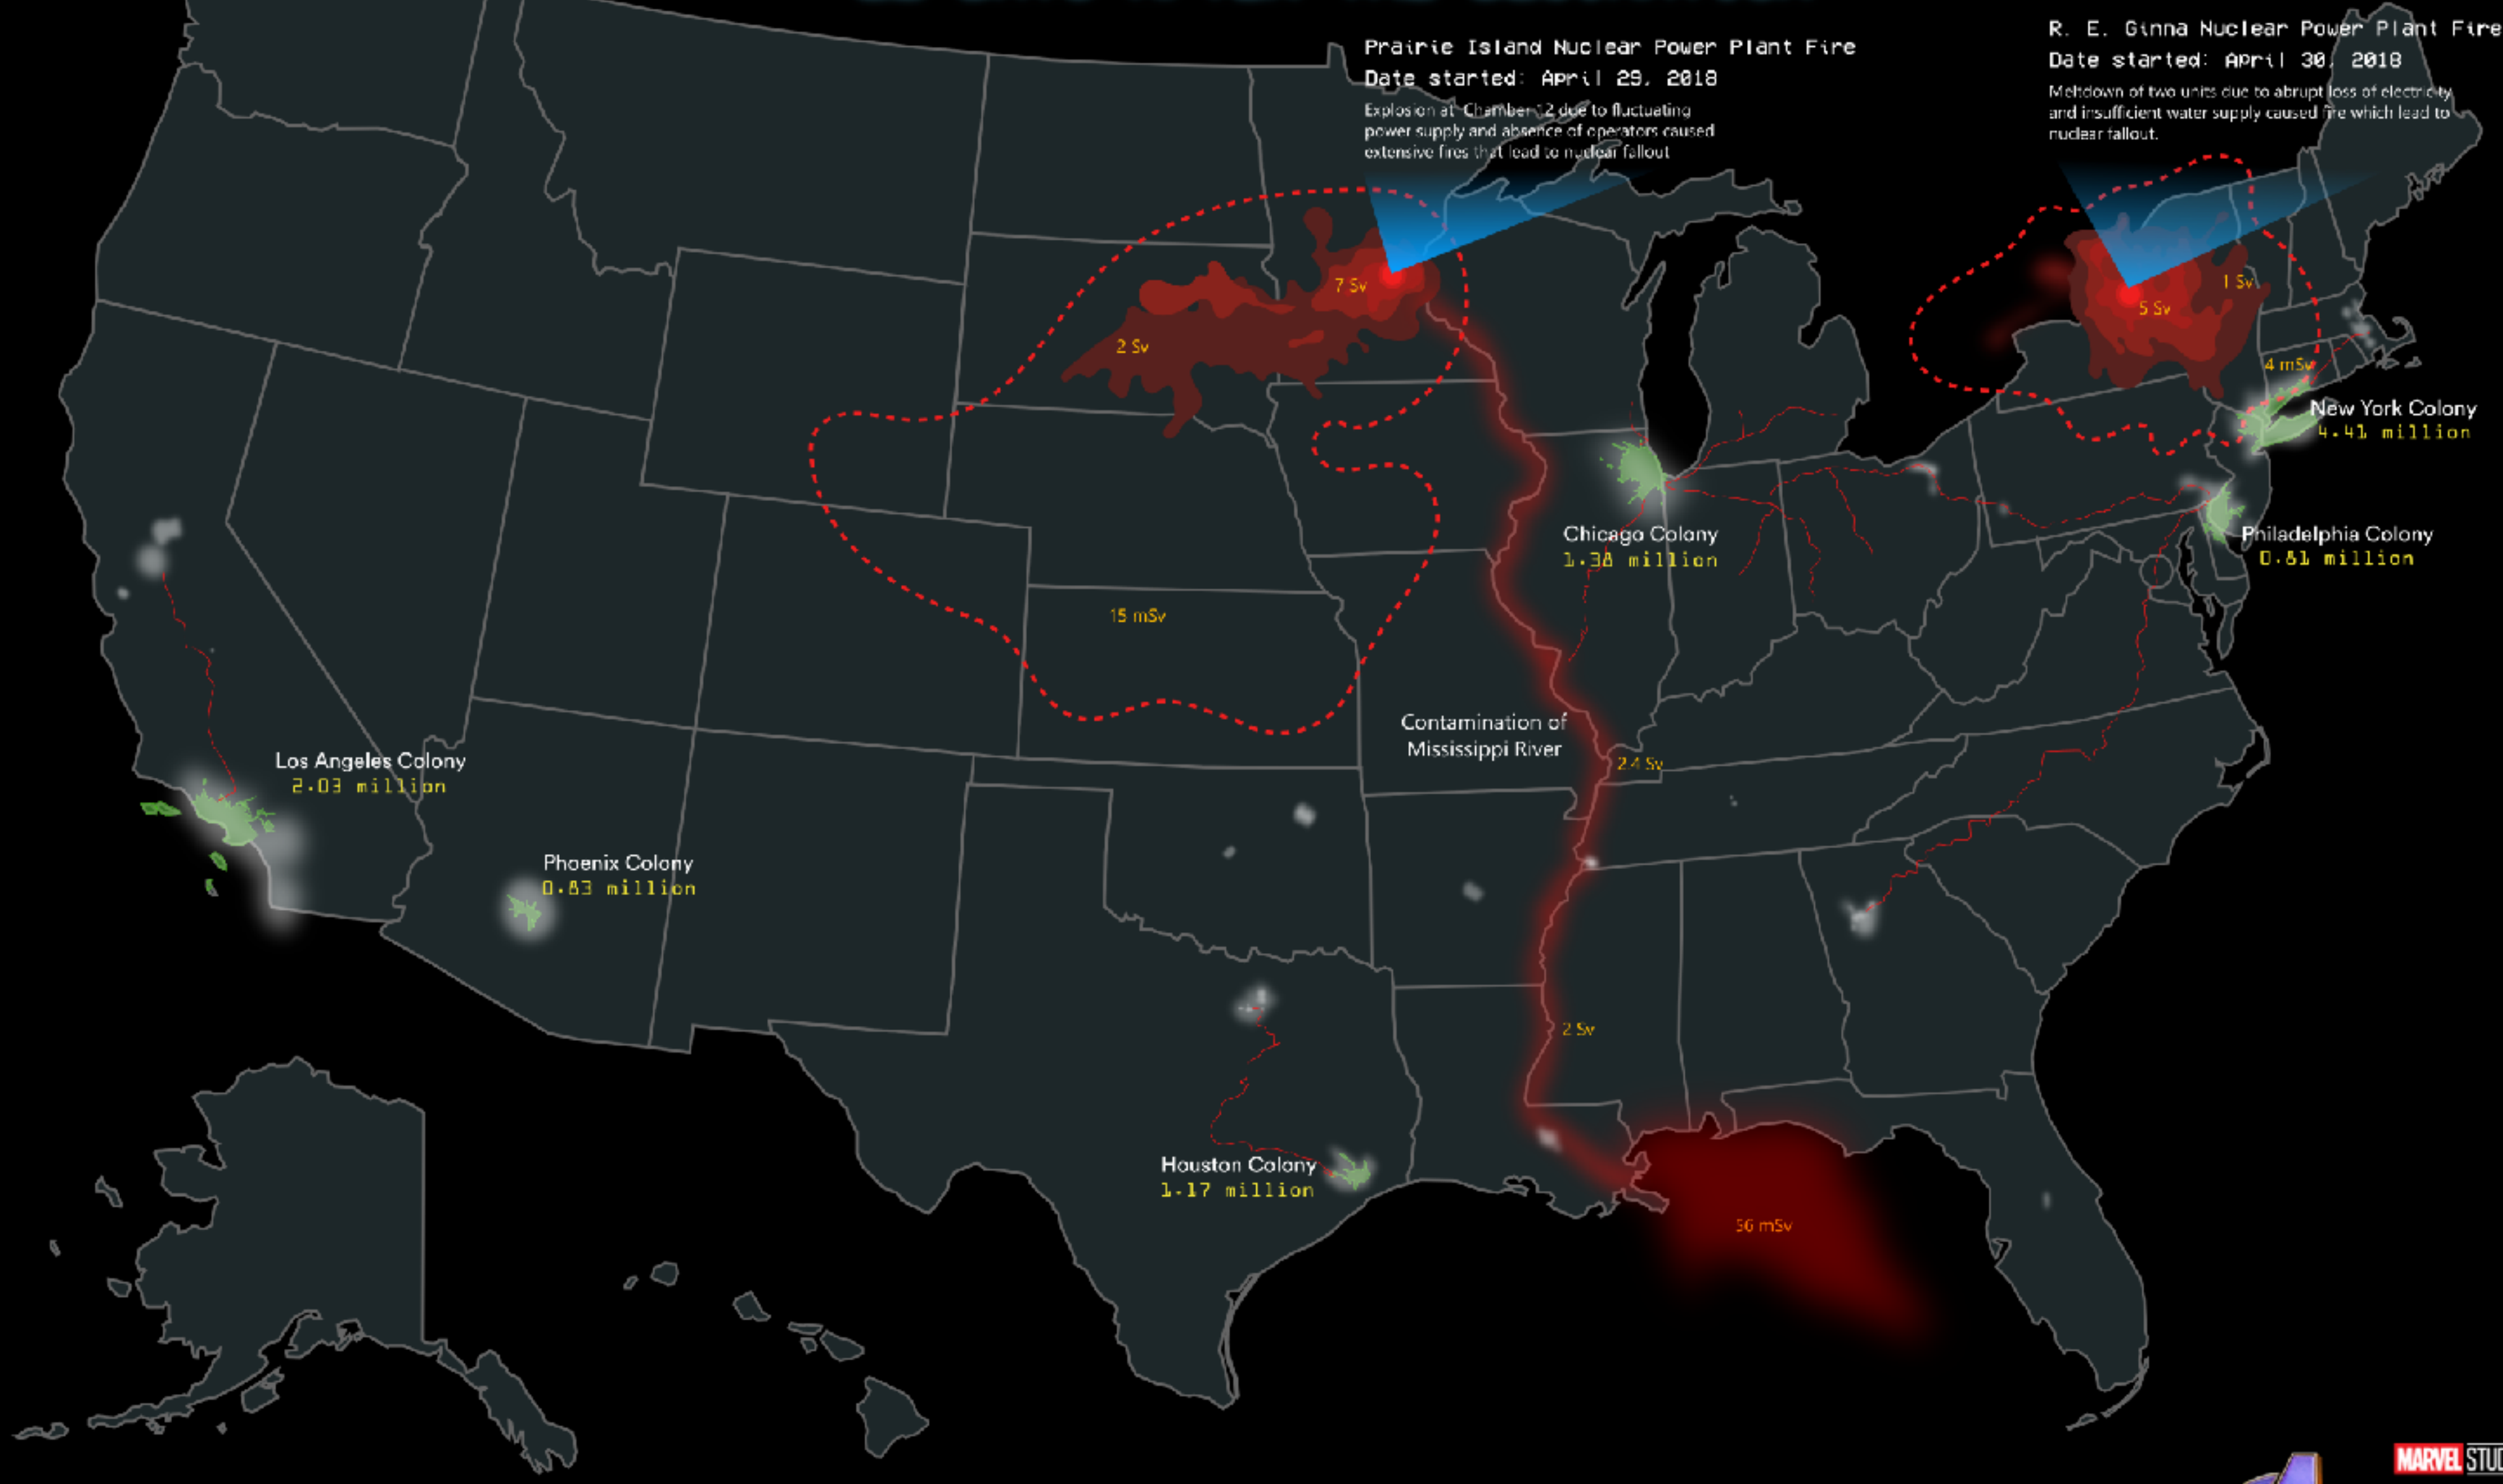 Prairie Island Nuclear Power Plant Fire
Date started: April 29, 2018
Explosion at Chamber 12 due to fluctuating
power supply and absence of operators caused
extensive fires that lead to nuclear fallout
R. E. Ginna Nuclear Power Plant Fire
Date started: April 30, 2018
Meltdown of two units due to abrupt loss of electricity
and insufficient water supply caused fire which lead to
nuclear fallout.
7 Sv
2 Sv
1 Sv
5 Sv
4 mSv
New York Colony
4.41 million
Chicago Colony
1.38 million
Philadelphia Colony
0.81 million
15 mSv
Contamination of
Mississippi River
2.4 Sv
Los Angeles Colony
2.03 million
Phoenix Colony
0.83 million
2 Sv
Houston Colony
1.17 million
56 mSv
MARVEL